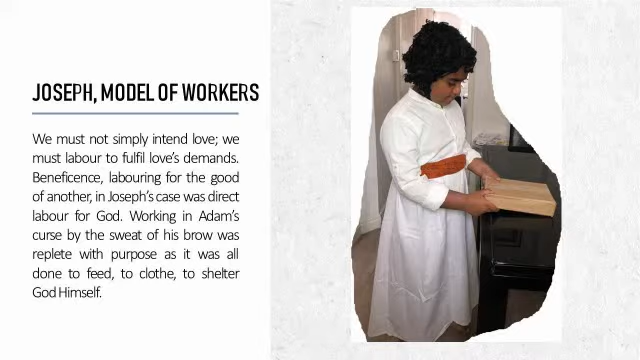 JOSEPH, MODEL OF WORKERS
We must not simply intend love; we
must labour to fulfil love's demands.
Beneficence, labouring for the good
of another, in Joseph's case was direct
labour for God. Working in Adam's
curse by the sweat of his brow was
replete with purpose as it was all
done to feed, to clothe, to shelter
God Himself.